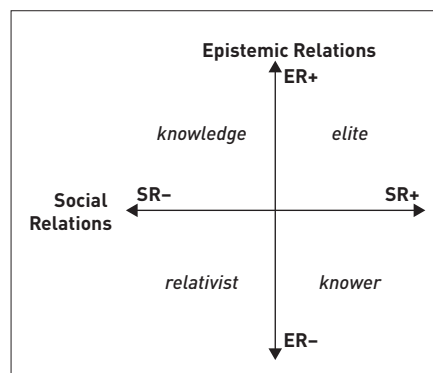 Epistemic Relations
ER+
knowledge
elite
Social
Relations
SR–
SR+
relativist
knower
ER–